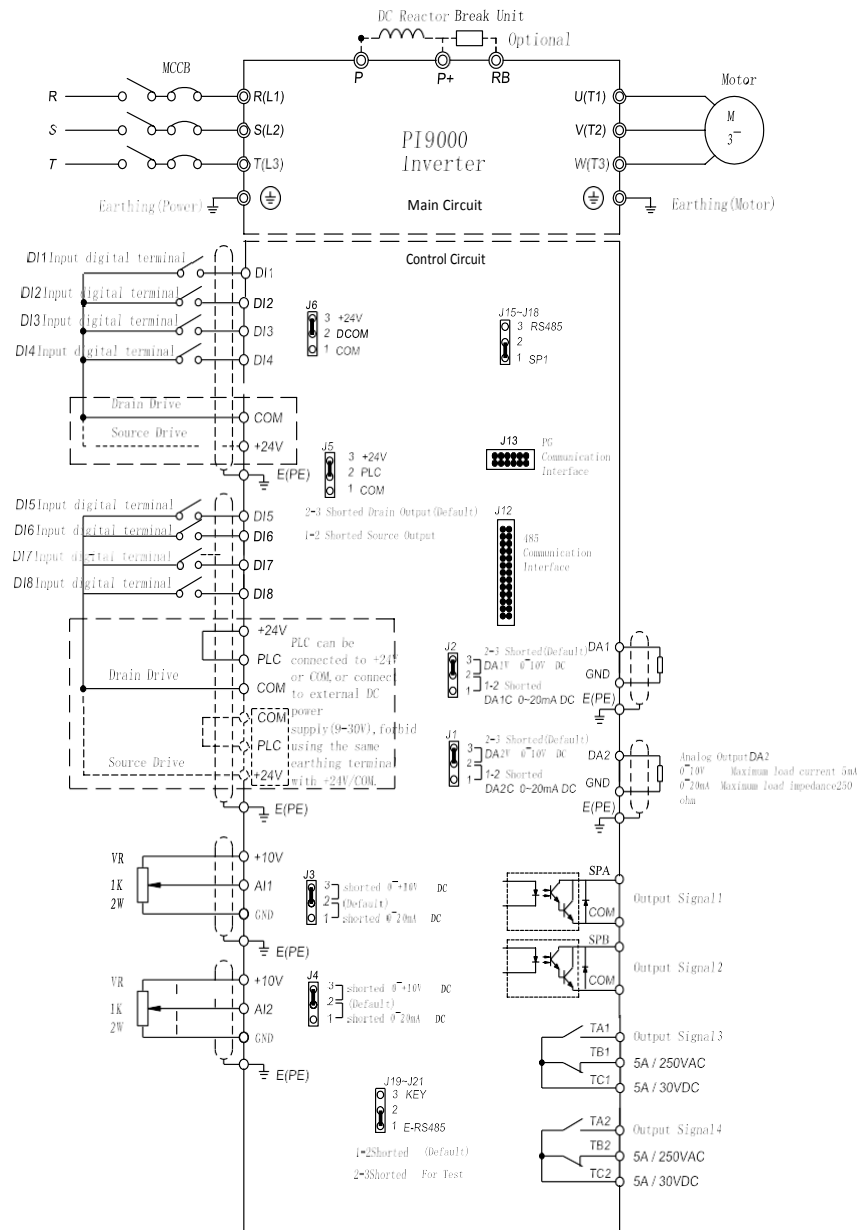 DC Reactor Break Unit
Optional
P P+ RB
MCCB
Motor
R R(L1) U(T1)
S S(L2) V(T2)
T T(L3) W(T3)
M
3~
PI9000
Inverter
Earthing(Power)
Main Circuit
Earthing(Motor)
Control Circuit
DI1Input digital terminal
DI1
DI2Input digital terminal
DI2
DI3Input digital terminal
DI3
DI4Input digital terminal
DI4
J6
3 +24V
2 DCOM
1 COM
J15~J18
3 RS485
2
1 SP1
Drain Drive
COM
Source Drive
+24V
E(PE)
J5
3 +24V
2 PLC
1 COM
2-3 Shorted Drain Output(Default)
1-2 Shorted Source Output
J13
PG
Communication
Interface
J12
485
Communication
Interface
DI5Input digital terminal
DI5
DI6Input digital terminal
DI6
DI7Input digital terminal
DI7
DI8Input digital terminal
DI8
+24V
PLC
COM
Drain Drive
COM
PLC
+24V
Source Drive
E(PE)
PLC can be
connected to +24V
or COM,or connect
to external DC
power
supply(9-30V),forbid
using the same
earthing terminal
with +24V/COM.
J2
3
2
1
2-3 Shorted(Default)
DA1V 0~10V DC
1-2 Shorted
DA1C 0~20mA DC
DA1
GND
E(PE)
J1
3
2
1
2-3 Shorted(Default)
DA2V 0~10V DC
1-2 Shorted
DA2C 0~20mA DC
DA2
GND
E(PE)
Analog OutputDA2
0~10V Maximum load current 5mA
0~20mA Maximum load impedance250
ohm
VR
1K
2W
+10V
AI1
GND
E(PE)
J3
3 shorted 0~+10V DC
2 (Default)
1 shorted 0~20mA DC
SPA
COM
Output Signal1
SPB
COM
Output Signal2
VR
1K
2W
+10V
AI2
GND
E(PE)
J4
3 shorted 0~+10V DC
2 (Default)
1 shorted 0~20mA DC
TA1 Output Signal3
TB1 5A / 250VAC
TC1 5A / 30VDC
J19~J21
3 KEY
2
1 E-RS485
1-2Shorted (Default)
2-3Shorted For Test
TA2 Output Signal4
TB2 5A / 250VAC
TC2 5A / 30VDC